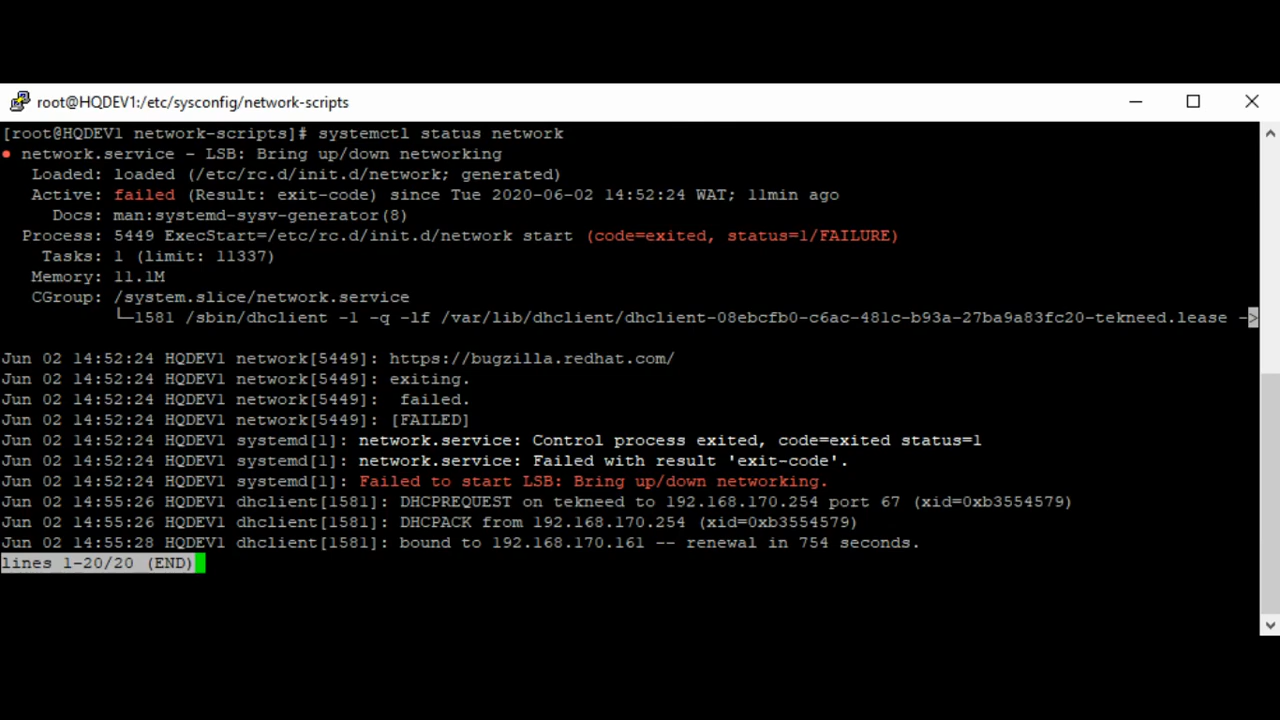 root@HQDEV1:/etc/sysconfig/network-scripts
[root@HQDEV1 network-scripts]# systemctl status network
● network.service - LSB: Bring up/down networking
Loaded: loaded (/etc/rc.d/init.d/network; generated)
Active: failed (Result: exit-code) since Tue 2020-06-02 14:52:24 WAT; 11min ago
Docs: man:systemd-sysv-generator(8)
Process: 5449 ExecStart=/etc/rc.d/init.d/network start (code=exited, status=1/FAILURE)
Tasks: 1 (limit: 11337)
Memory: 11.1M
CGroup: /system.slice/network.service
└─1581 /sbin/dhclient -1 -q -lf /var/lib/dhclient/dhclient-08ebcfb0-c6ac-481c-b93a-27ba9a83fc20-tekneed.lease ->
Jun 02 14:52:24 HQDEV1 network[5449]: https://bugzilla.redhat.com/
Jun 02 14:52:24 HQDEV1 network[5449]: exiting.
Jun 02 14:52:24 HQDEV1 network[5449]:  failed.
Jun 02 14:52:24 HQDEV1 network[5449]: [FAILED]
Jun 02 14:52:24 HQDEV1 systemd[1]: network.service: Control process exited, code=exited status=1
Jun 02 14:52:24 HQDEV1 systemd[1]: network.service: Failed with result 'exit-code'.
Jun 02 14:52:24 HQDEV1 systemd[1]: Failed to start LSB: Bring up/down networking.
Jun 02 14:55:26 HQDEV1 dhclient[1581]: DHCPREQUEST on tekneed to 192.168.170.254 port 67 (xid=0xb3554579)
Jun 02 14:55:26 HQDEV1 dhclient[1581]: DHCPACK from 192.168.170.254 (xid=0xb3554579)
Jun 02 14:55:28 HQDEV1 dhclient[1581]: bound to 192.168.170.161 -- renewal in 754 seconds.
lines 1-20/20 (END)